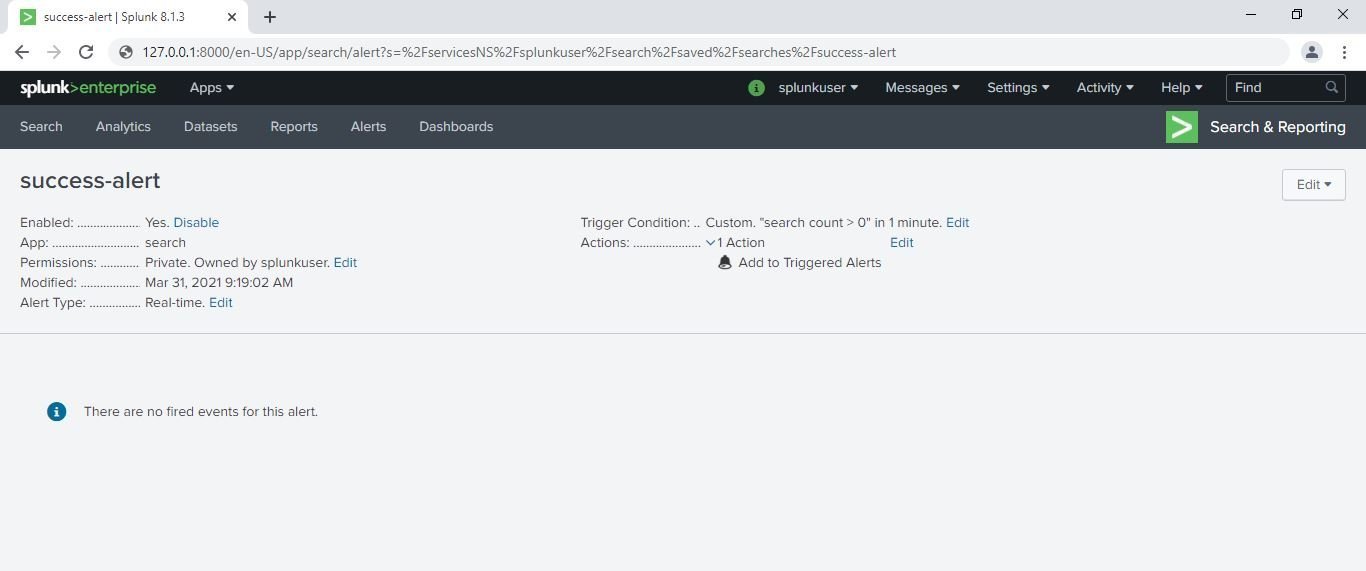 success-alert | Splunk 8.1.3
127.0.0.1:8000/en-US/app/search/alert?s=%2FservicesNS%2Fsplunkuser%2Fsearch%2Fsaved%2Fsearches%2Fsuccess-alert
splunk>enterprise Apps splunkuser Messages Settings Activity Help Find
Search Analytics Datasets Reports Alerts Dashboards Search & Reporting
success-alert
Edit
Enabled: ................... Yes. Disable
App: .......................... search
Permissions: ............ Private. Owned by splunkuser. Edit
Modified: .................. Mar 31, 2021 9:19:02 AM
Alert Type: ................ Real-time. Edit
Trigger Condition: .. Custom. "search count > 0" in 1 minute. Edit
Actions: ..................... 1 Action Edit
Add to Triggered Alerts
There are no fired events for this alert.